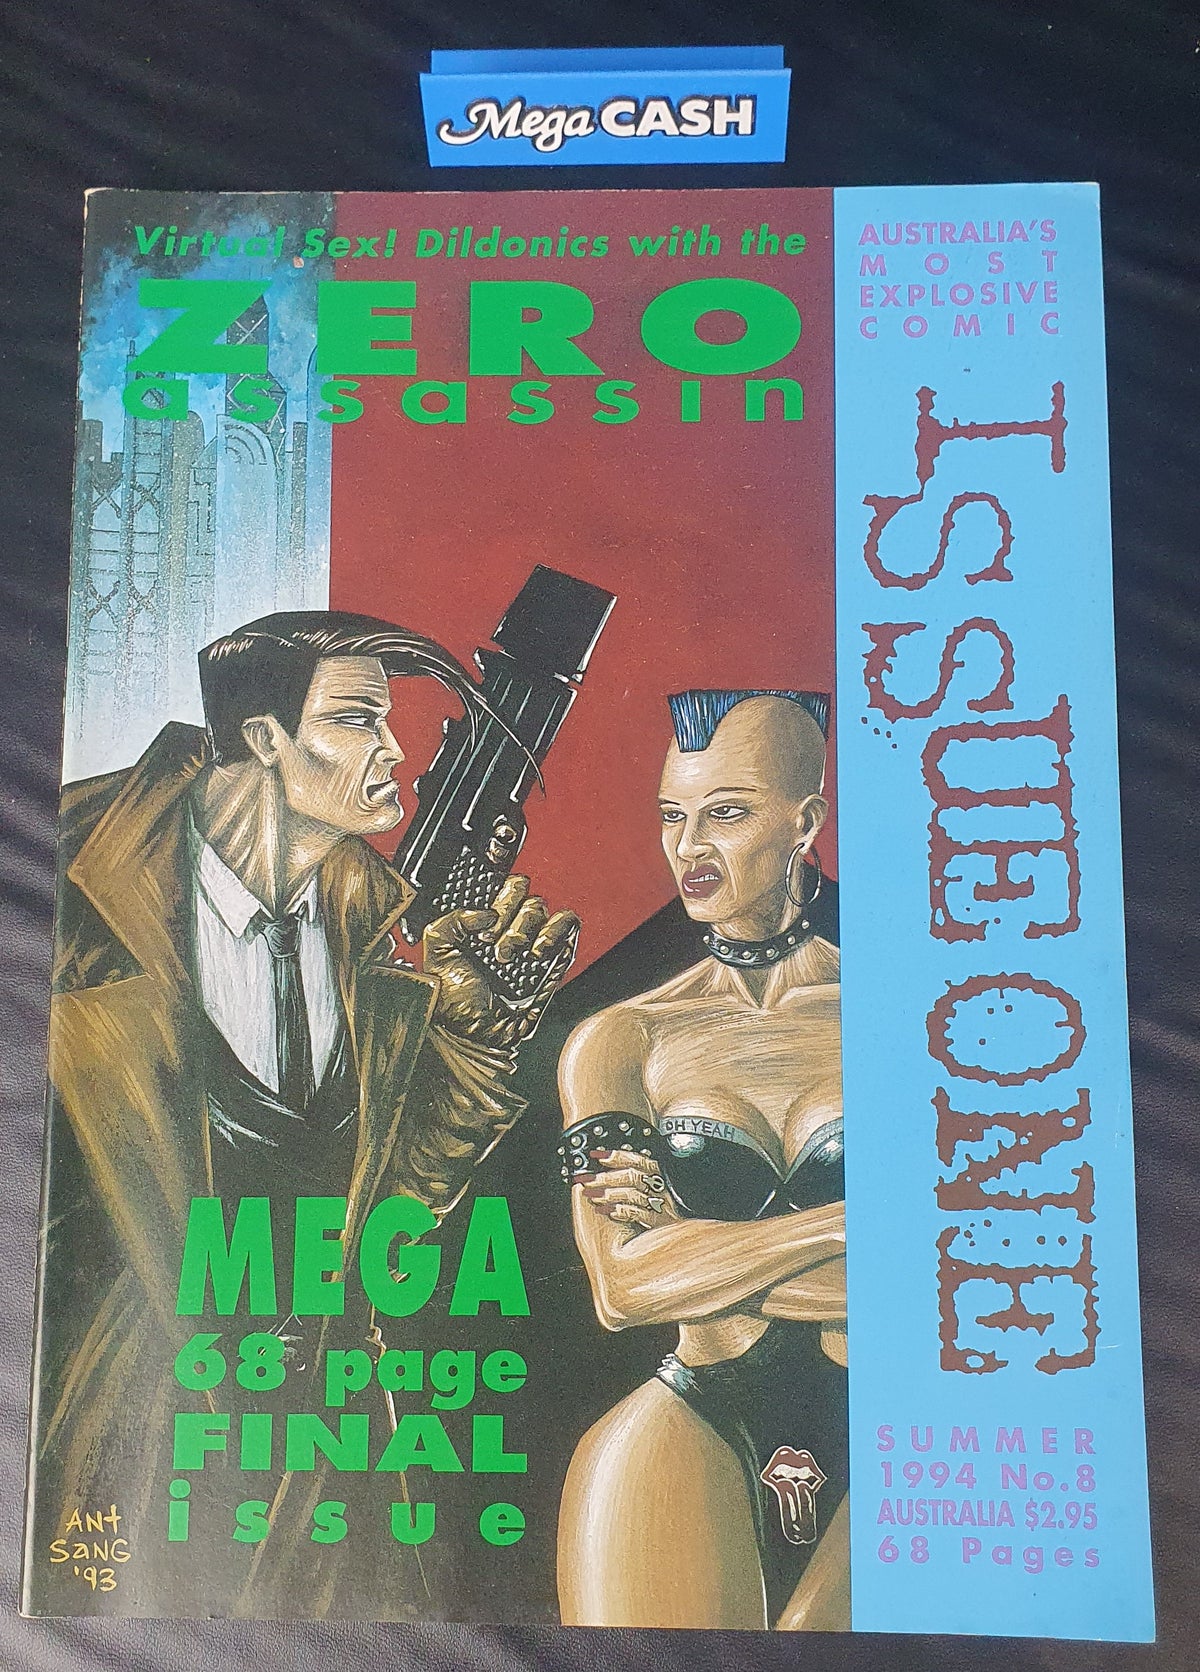 Mega CASH
Virtual Sex! Dildonics with the
ZERO
assassin
AUSTRALIA'S
MOST
EXPLOSIVE
COMIC
ISSUE ONE
OH YEAH
MEGA
68 page
FINAL
issue
ANT
SANG
'93
SUMMER
1994 No.8
AUSTRALIA $2.95
68 Pages